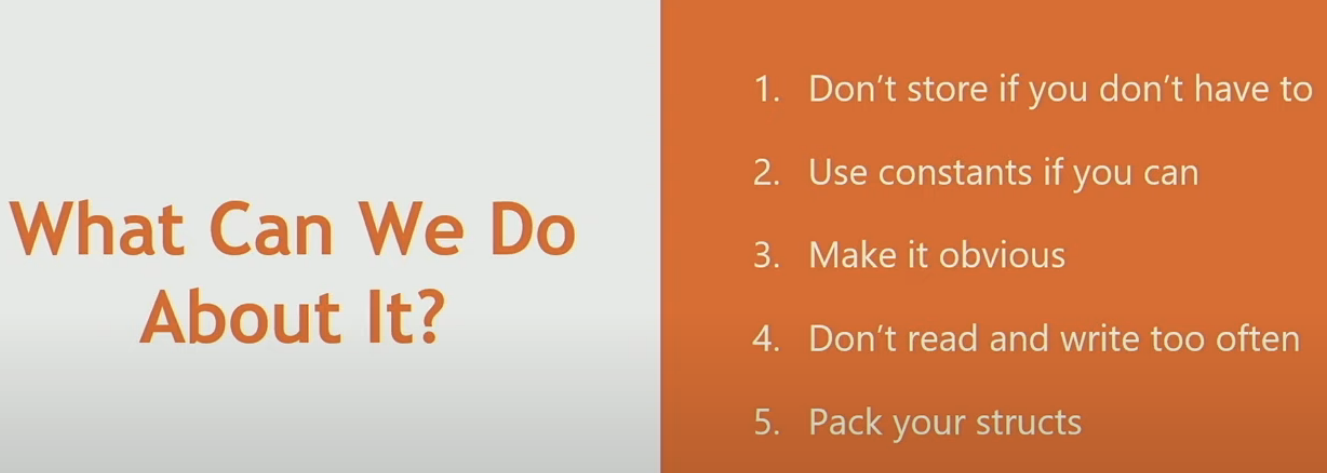 What Can We Do
About It?
1. Don't store if you don't have to
2. Use constants if you can
3. Make it obvious
4. Don't read and write too often
5. Pack your structs